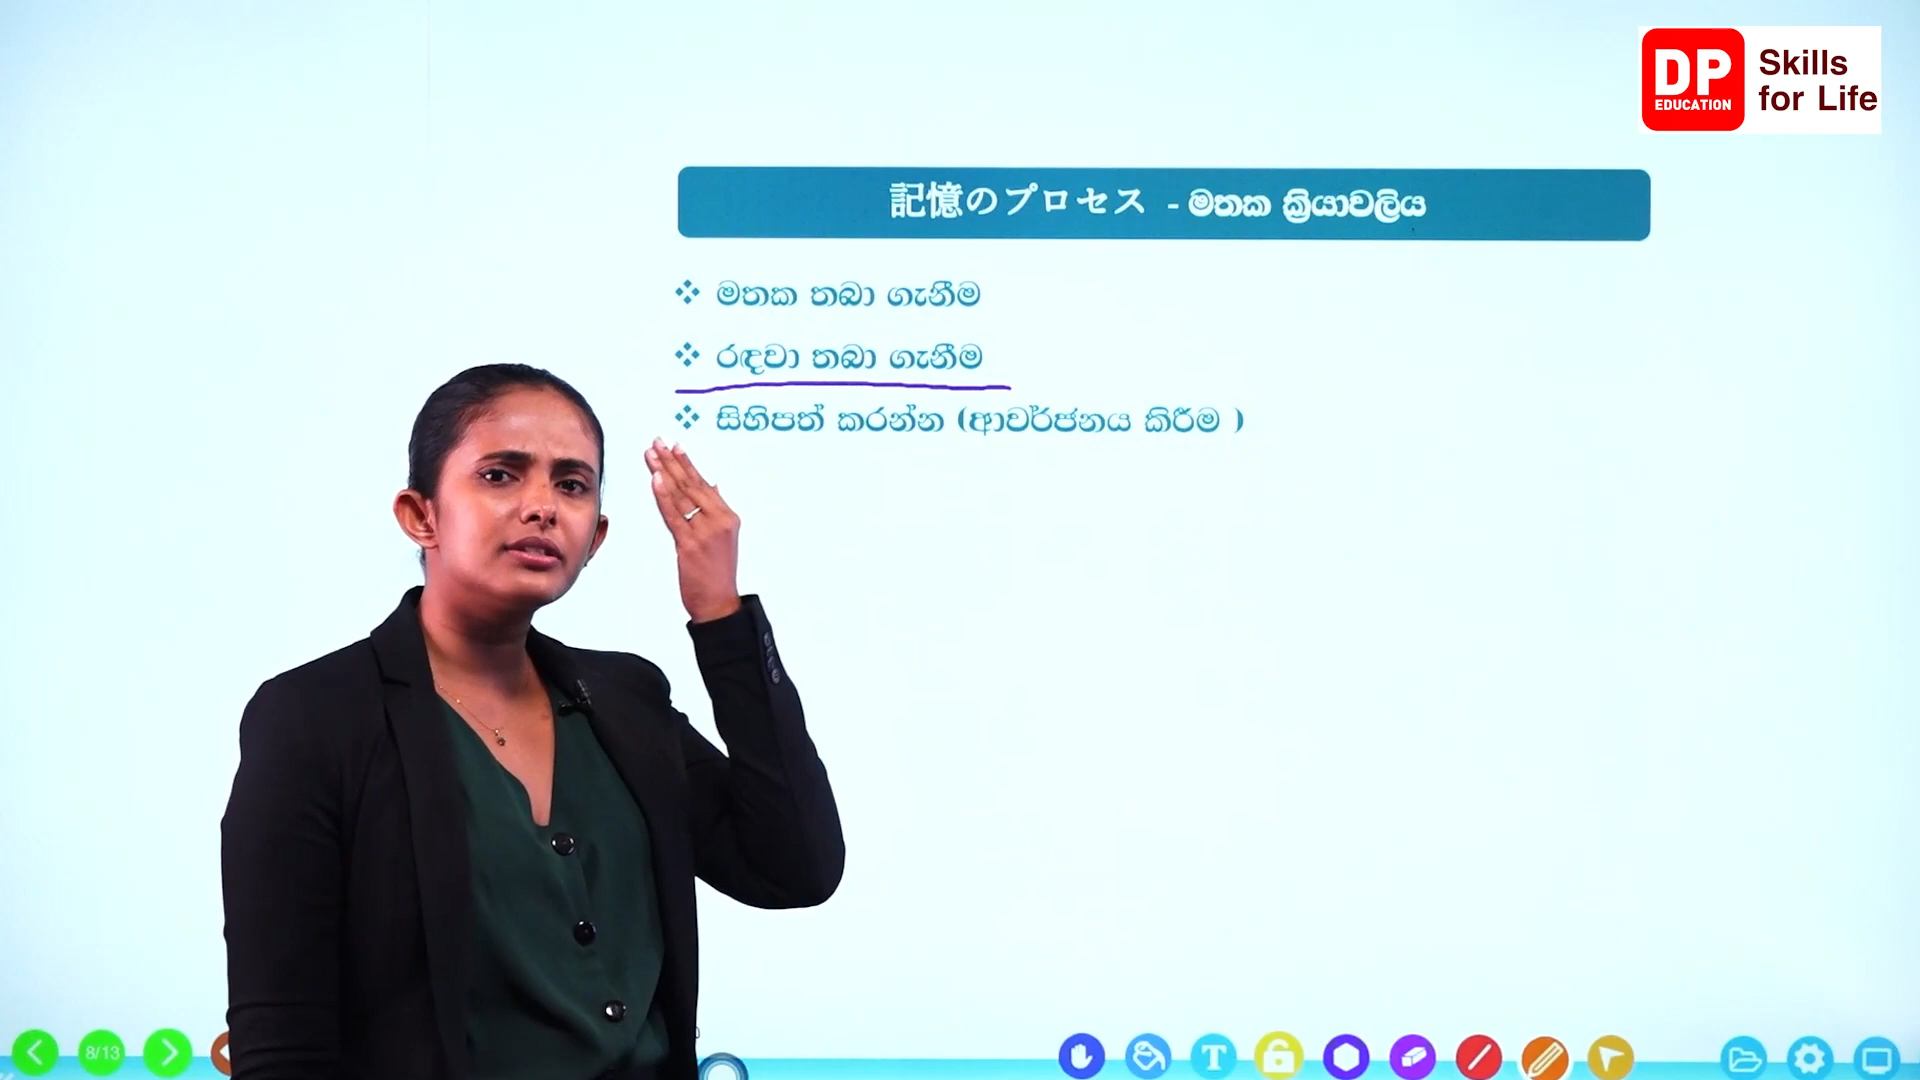 DP
EDUCATION
Skills
for Life
記憶のプロセス - මතක ක්‍රියාවලිය
මතක තබා ගැනීම
රඳවා තබා ගැනීම
සිහිපත් කරන්න (ආවර්ජනය කිරීම )
8/13
T